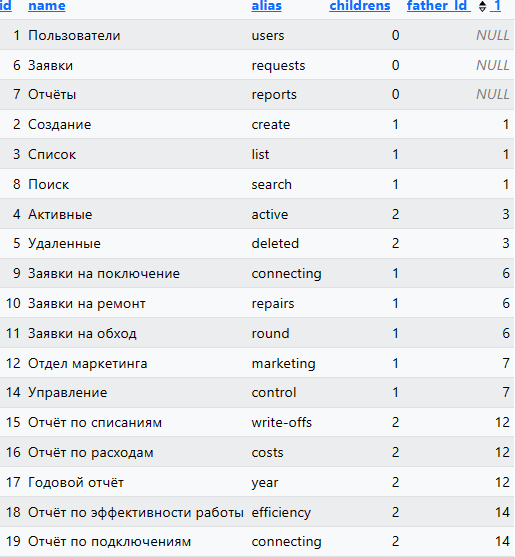 id name alias childrens father_Id 1
1 Пользователи users 0 NULL
6 Заявки requests 0 NULL
7 Отчёты reports 0 NULL
2 Создание create 1 1
3 Список list 1 1
8 Поиск search 1 1
4 Активные active 2 3
5 Удаленные deleted 2 3
9 Заявки на поключение connecting 1 6
10 Заявки на ремонт repairs 1 6
11 Заявки на обход round 1 6
12 Отдел маркетинга marketing 1 7
14 Управление control 1 7
15 Отчёт по списаниям write-offs 2 12
16 Отчёт по расходам costs 2 12
17 Годовой отчёт year 2 12
18 Отчёт по эффективности работы efficiency 2 14
19 Отчёт по подключениям connecting 2 14